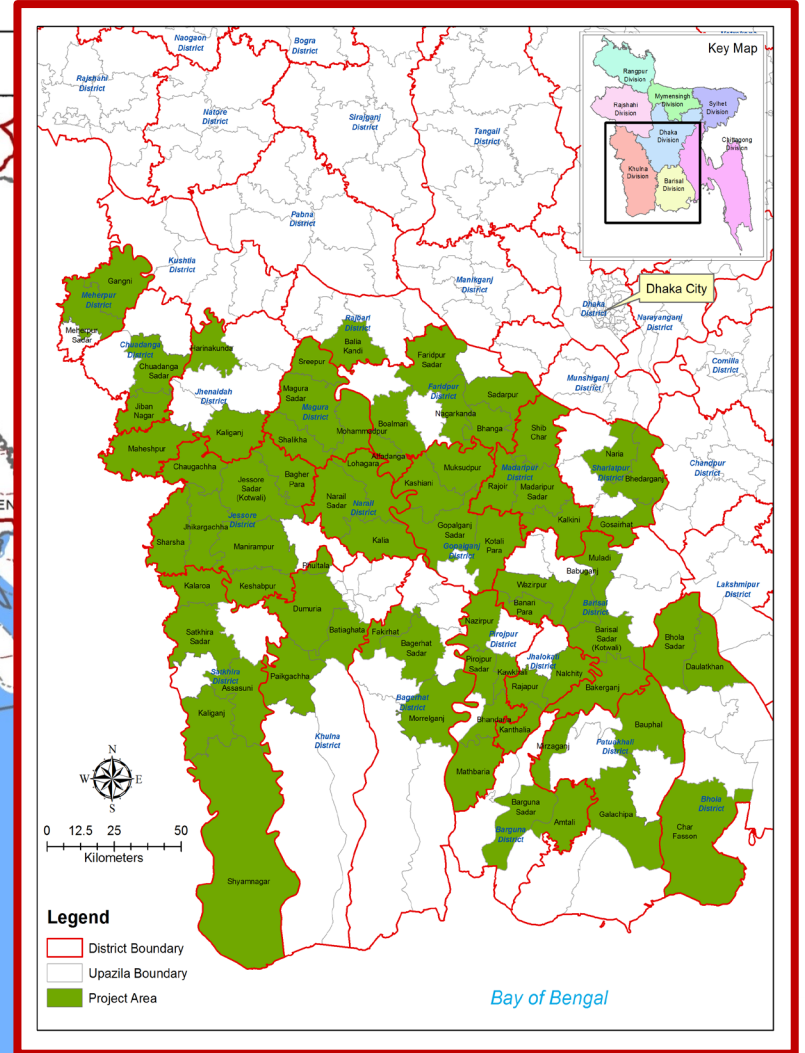 Naogaon
District
Bogra
District
Rajshahi
District
Natore
District
Sirajganj
District
Tangail
District
Key Map
Rangpur
Division
Mymensingh
Division
Sylhet
Division
Rajshahi
Division
Dhaka
Division
Chittagong
Division
Khulna
Division
Barisal
Division
Pabna
District
Kushtia
District
Manikganj
District
Dhaka City
Dhaka
District
Narayanganj
District
Gangni
Meherpur
District
Meherpur
Sadar
Rajbari
District
Balia
Kandi
Chuadanga
District
Harinakunda
Chuadanga
Sadar
Sreepur
Faridpur
Sadar
Comilla
District
Munshiganj
District
Jhenaidah
District
Magura
Sadar
Magura
District
Faridpur
District
Sadarpur
Jiban
Nagar
Nagarkanda
Boalmari
Mohammadpur
Bhanga
Shib
Char
Kaliganj
Shalikha
Maheshpur
Alfadanga
Lohagara
Naria
Chaugachha
Bagher
Para
Muksudpur
Madaripur
District
Shariatpur
District
Bhedarganj
Chandpur
District
Jessore
Sadar
(Kotwali)
Kashiani
Rajoir
Madaripur
Sadar
Narail
Sadar
Narail
District
Jessore
District
Jhikargachha
Gopalganj
Sadar
Kalkini
Gosairhat
Sharsha
Manirampur
Kalia
Gopalganj
District
Kotali
Para
Muladi
Phultala
Babuganj
Kalaroa
Keshabpur
Wazirpur
Lakshmipur
District
Dumuria
Banari
Para
Barisal
District
Nazirpur
Satkhira
Sadar
Batiaghata
Fakirhat
Bagerhat
Sadar
Pirojpur
District
Barisal
Sadar
(Kotwali)
Bhola
Sadar
Jhalokati
District
Pirojpur
Sadar
Daulatkhan
Satkhira
District
Assasuni
Paikgachha
Kawkhali
Nalchity
Rajapur
Bakerganj
Bagerhat
District
Kaliganj
Morrelganj
Bhandaria
Kanthalia
Bauphal
Khulna
District
Mirzaganj
Patuakhali
District
Mathbaria
N
W
E
S
Barguna
Sadar
Amtali
Galachipa
Bhola
District
Barguna
District
Char
Fasson
0 12.5 25 50
Kilometers
Shyamnagar
Legend
District Boundary
Upazila Boundary
Project Area
Bay of Bengal